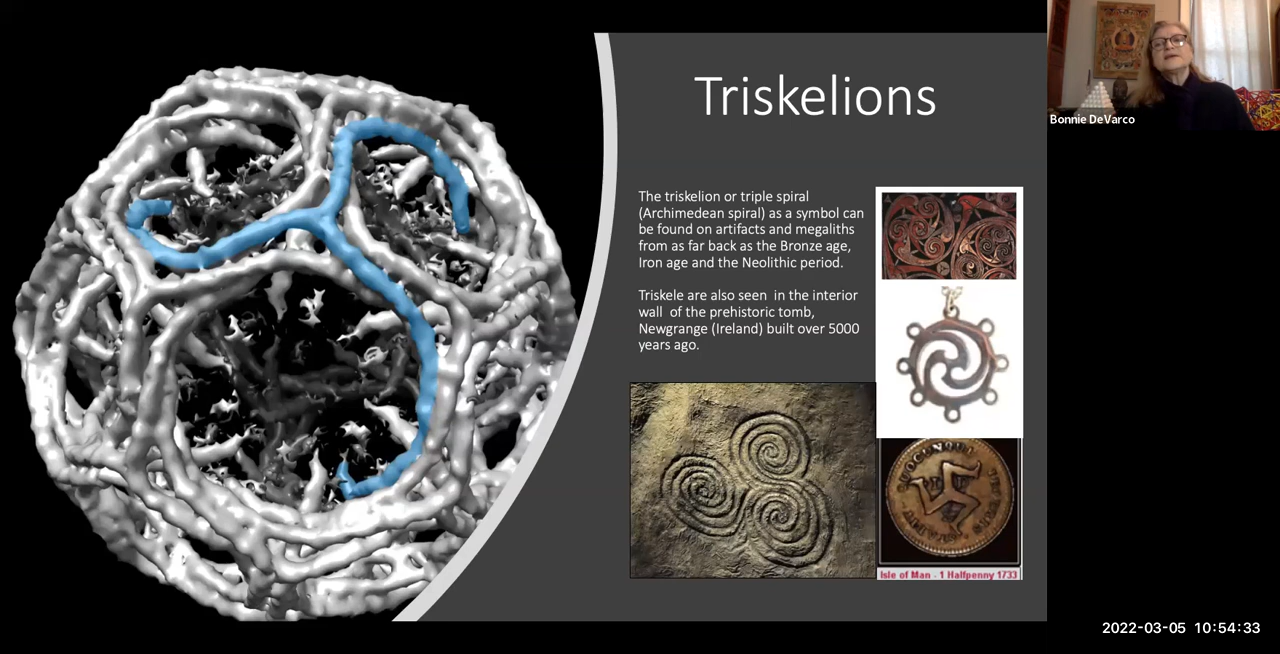 Triskelions
Bonnie DeVarco
The triskelion or triple spiral
(Archimedean spiral) as a symbol can
be found on artifacts and megaliths
from as far back as the Bronze age,
Iron age and the Neolithic period.
Triskele are also seen in the interior
wall of the prehistoric tomb,
Newgrange (Ireland) built over 5000
years ago.
Isle of Man - 1 Halfpenny 1733
2022-03-05 10:54:33